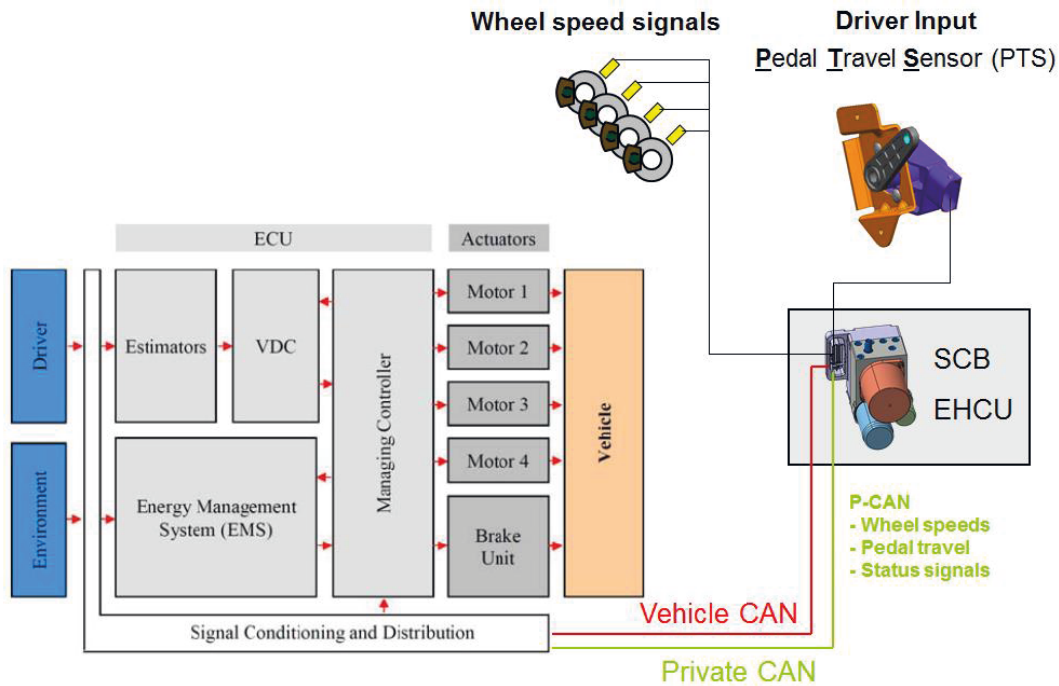 Wheel speed signals
Driver Input
Pedal Travel Sensor (PTS)
ECU
Actuators
Driver
Environment
Estimators
VDC
Energy Management
System (EMS)
Managing Controller
Motor 1
Motor 2
Motor 3
Motor 4
Brake
Unit
Vehicle
Signal Conditioning and Distribution
SCB
EHCU
P-CAN
- Wheel speeds
- Pedal travel
- Status signals
Vehicle CAN
Private CAN